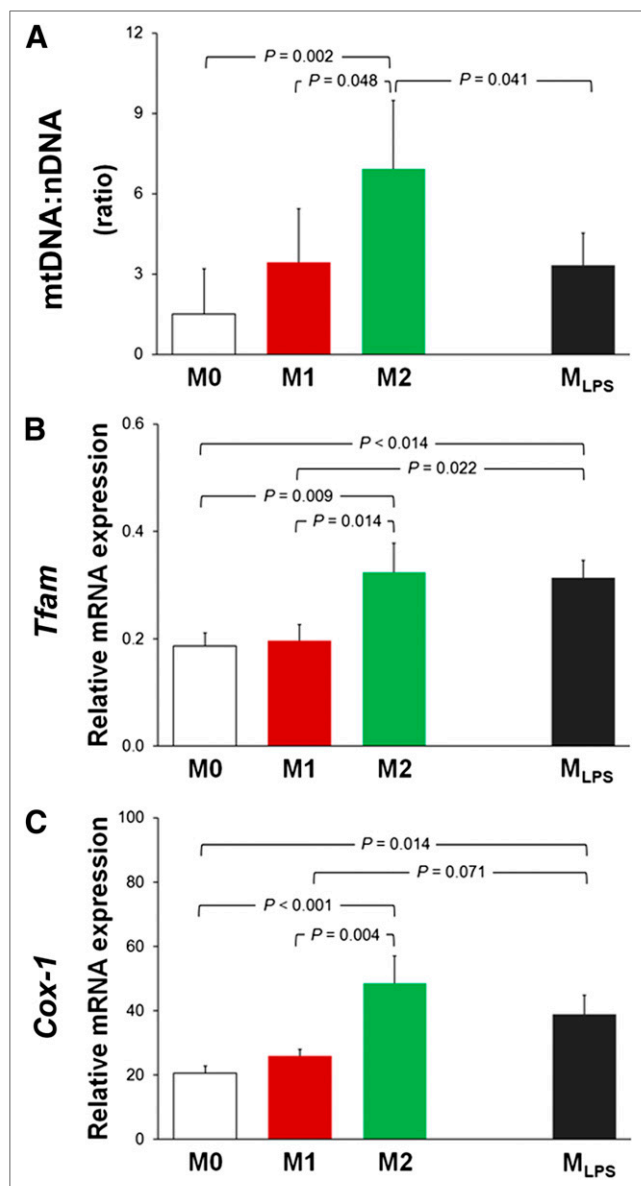 A
mtDNA:nDNA
(ratio)
12
9
6
3
0
P = 0.002
P = 0.048
P = 0.041
M0 M1 M2 MLPS
B
Tfam
Relative mRNA expression
0.6
0.4
0.2
0.0
P < 0.014
P = 0.022
P = 0.009
P = 0.014
M0 M1 M2 MLPS
C
Cox-1
Relative mRNA expression
100
80
60
40
20
0
P = 0.014
P = 0.071
P < 0.001
P = 0.004
M0 M1 M2 MLPS